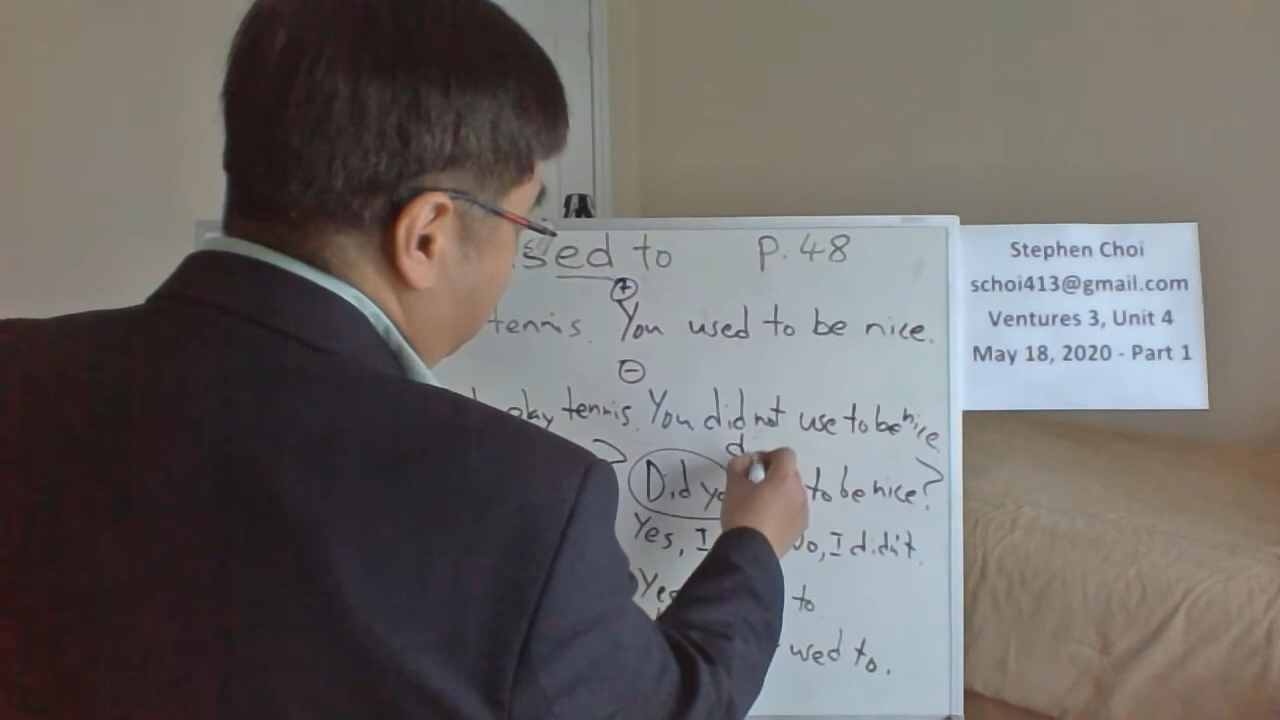 sed to p. 48
+
tennis. You used to be nice.
−
play tennis. You did not use to be nice.
d
? Did to be nice?
Yes, I No, I didn't.
Yes to
used to.
Stephen Choi
schoi413@gmail.com
Ventures 3, Unit 4
May 18, 2020 - Part 1